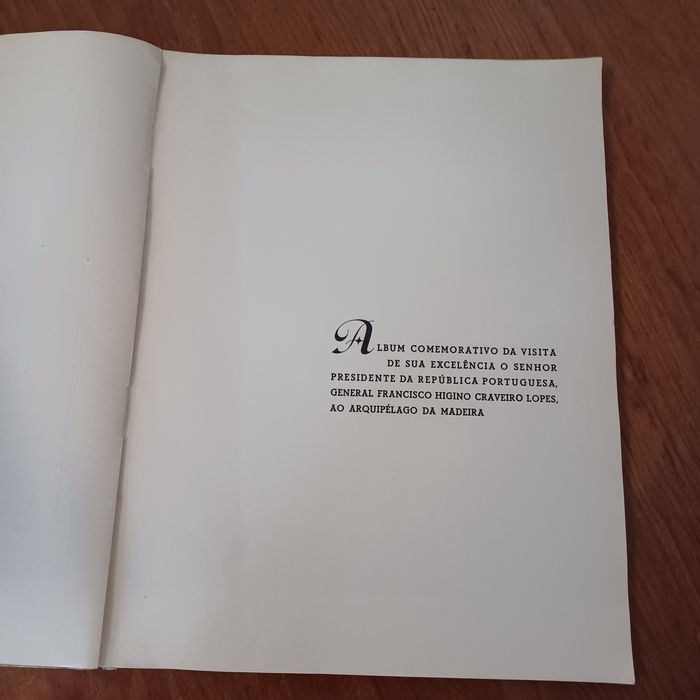 ALBUM COMEMORATIVO DA VISITA
DE SUA EXCELÊNCIA O SENHOR
PRESIDENTE DA REPÚBLICA PORTUGUESA,
GENERAL FRANCISCO HIGINO CRAVEIRO LOPES,
AO ARQUIPÉLAGO DA MADEIRA